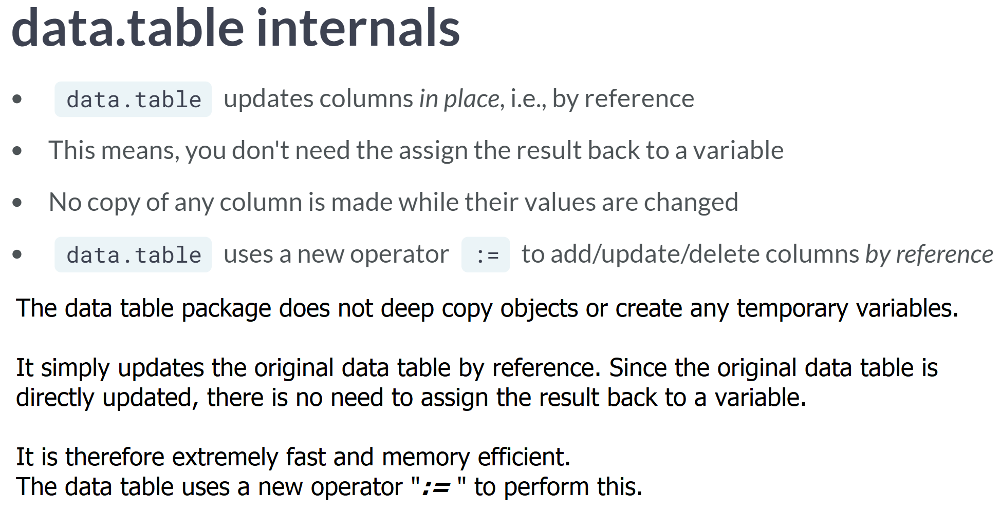 data.table internals
• data.table updates columns in place, i.e., by reference
• This means, you don't need the assign the result back to a variable
• No copy of any column is made while their values are changed
• data.table uses a new operator := to add/update/delete columns by reference
The data table package does not deep copy objects or create any temporary variables.
It simply updates the original data table by reference. Since the original data table is
directly updated, there is no need to assign the result back to a variable.
It is therefore extremely fast and memory efficient.
The data table uses a new operator ":= " to perform this.